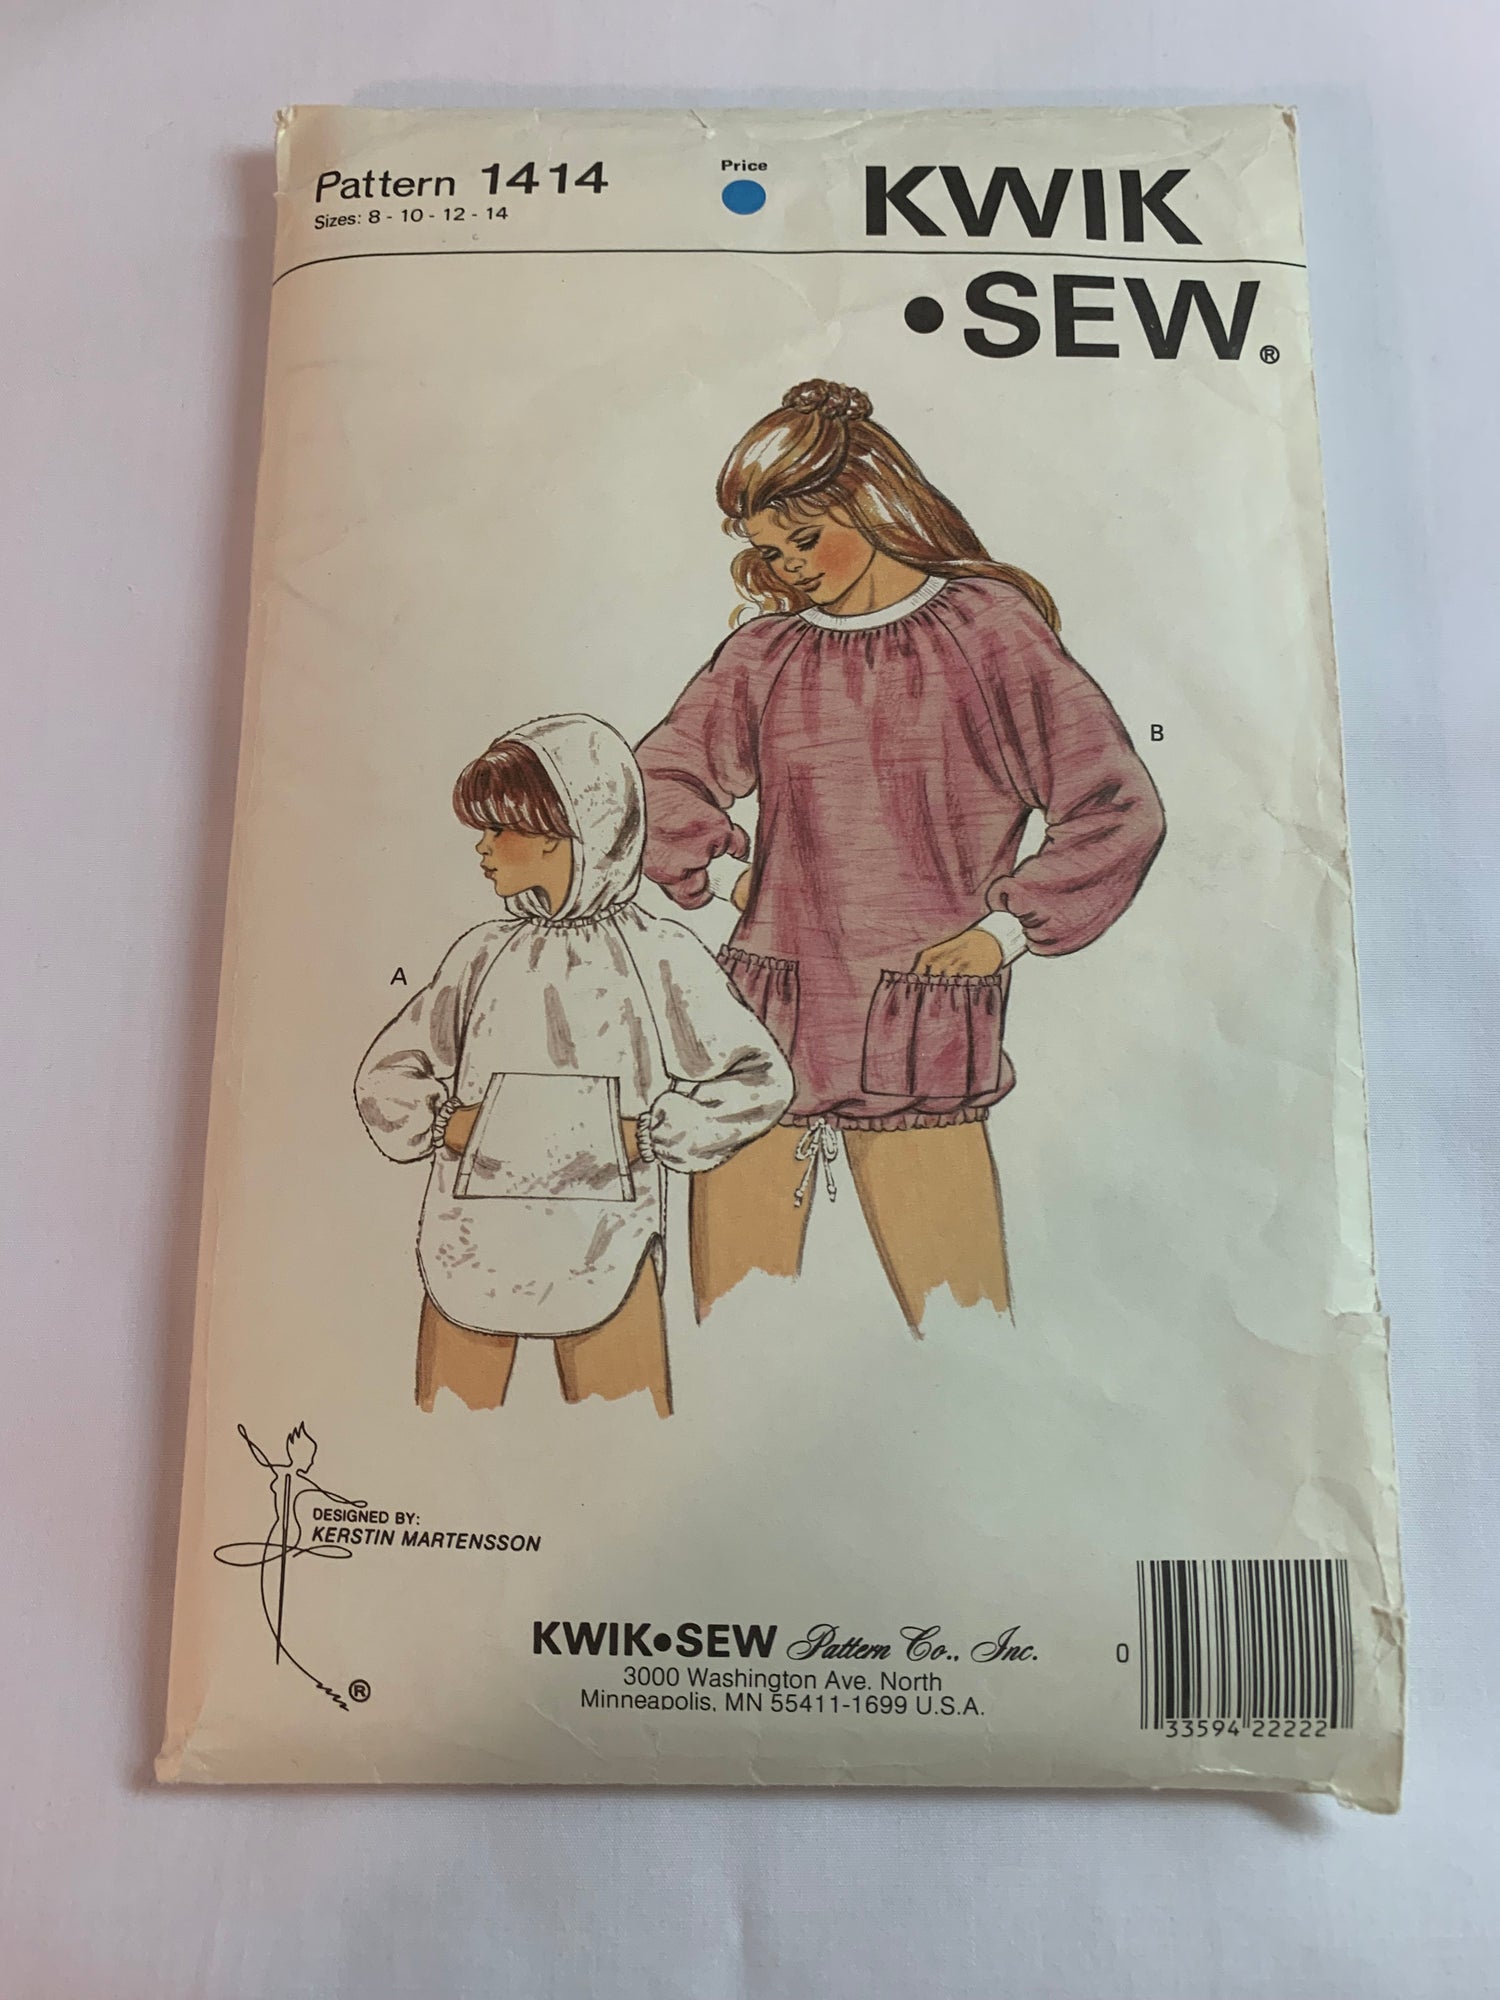 Pattern 1414
Sizes: 8 - 10 - 12 - 14
Price
KWIK
•SEW®
B
A
DESIGNED BY:
KERSTIN MARTENSSON
®
KWIK•SEW Pattern Co., Inc.
3000 Washington Ave. North
Minneapolis, MN 55411-1699 U.S.A.
0 33594 22222